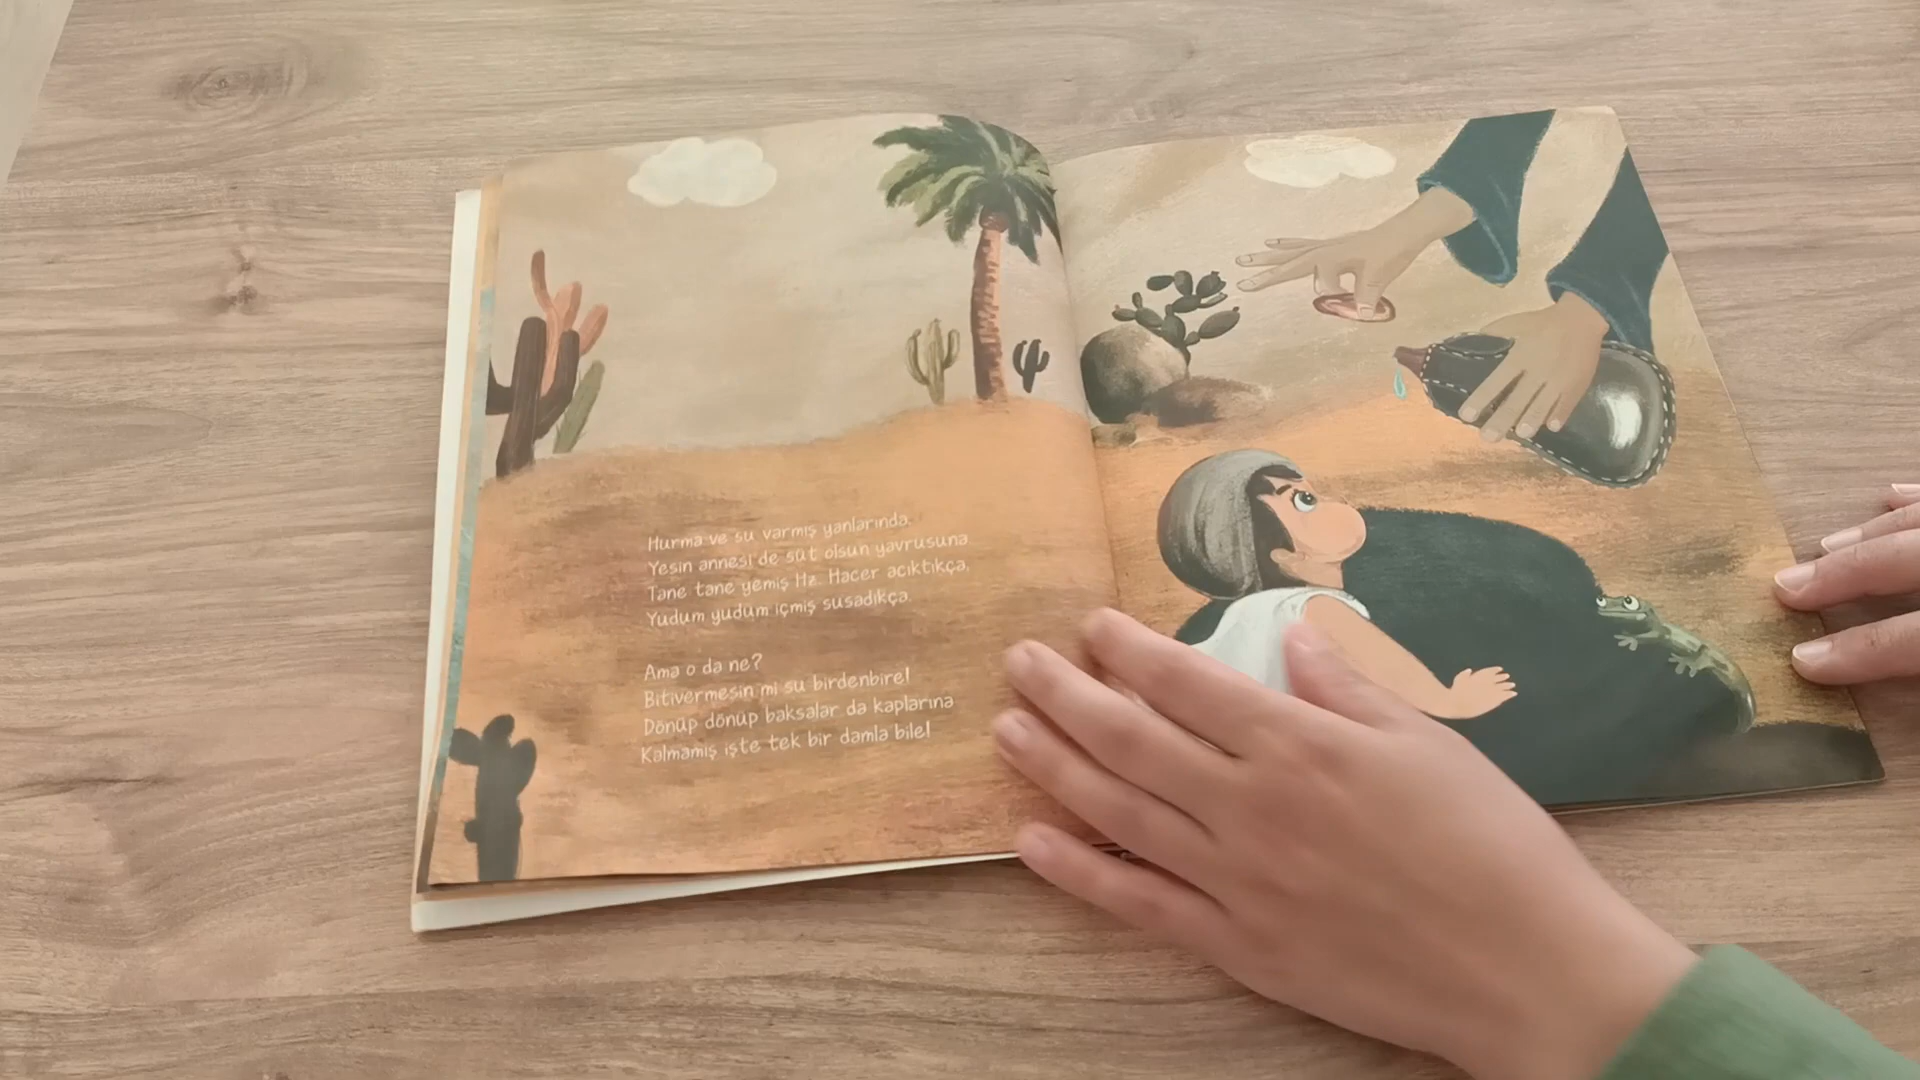 Hurma ve su varmış yanlarında,
Yesin annesi de süt olsun yavrusuna
Tane tane yemiş Hz. Hacer acıktıkça,
Yudum yudum içmiş susadıkça.
Ama o da ne?
Bitivermesin mi su birdenbire!
Dönüp dönüp baksalar da kaplarına
Kalmamış işte tek bir damla bile!